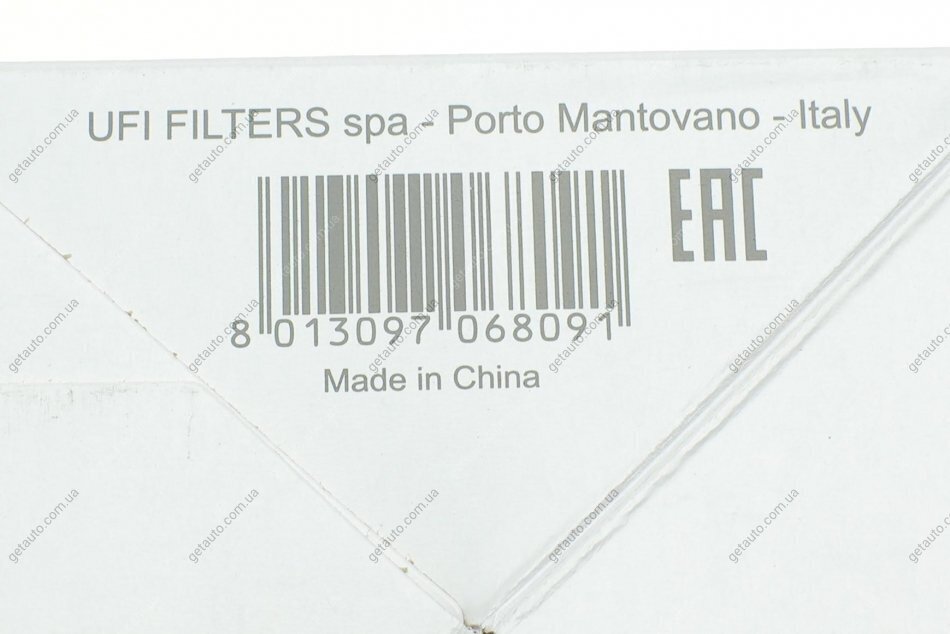 UFI FILTERS spa - Porto Mantovano - Italy
EAC
8 013097 068091
Made in China
getauto.com.ua